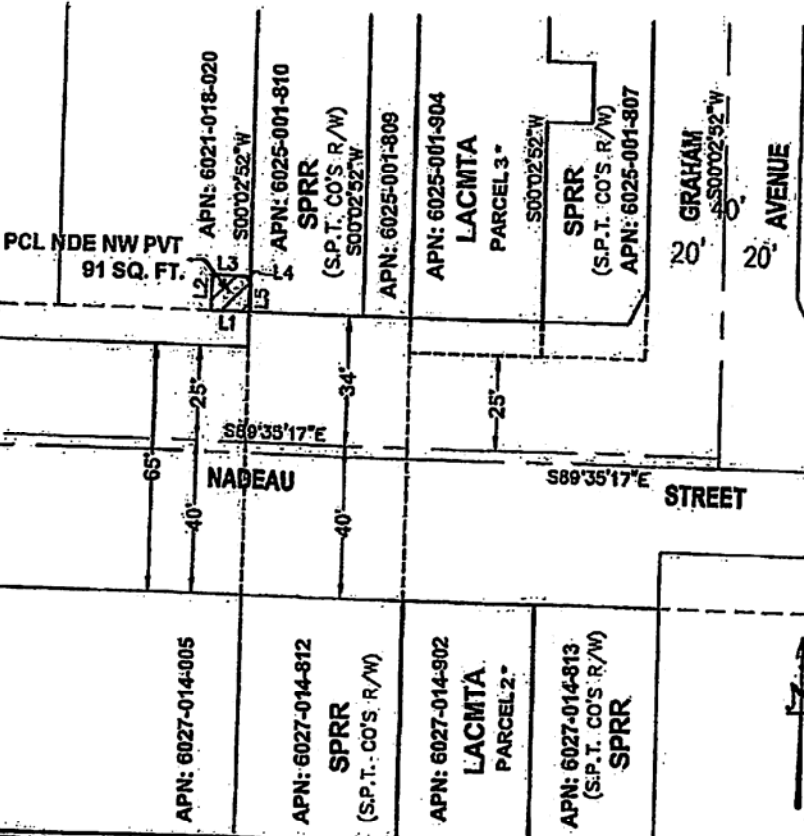 APN: 6021-018-020
S00°02'52"W
APN: 6025-001-810
SPRR
(S.P.T. CO'S R/W)
S00°02'52"W
APN: 6025-001-809
APN: 6025-001-904
LACMTA
PARCEL 3*
S00°02'52"W
SPRR
(S.P.T. CO'S R/W)
APN: 6025-001-807
GRAHAM
S00°02'52"W
AVENUE
40'
20'
20'
PCL NDE NW PVT
91 SQ. FT.
L3
L4
L2
L5
L1
25'
34'
25'
65'
40'
40'
S89°35'17"E
NADEAU
S89°35'17"E
STREET
APN: 6027-014-005
APN: 6027-014-812
SPRR
(S.P.T. CO'S R/W)
APN: 6027-014-902
LACMTA
PARCEL 2*
APN: 6027-014-813
(S.P.T. CO'S R/W)
SPRR